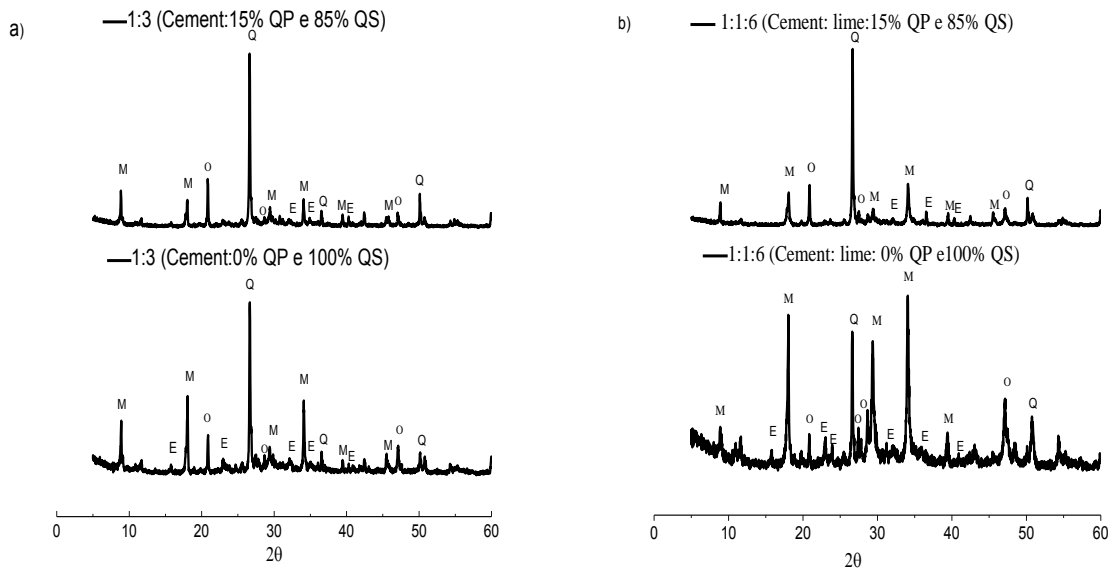 a)
1:3 (Cement:15% QP e 85% QS)
Q
M
M
O
O
M
E
M
E
Q
M
E
M
O
Q
1:3 (Cement:0% QP e 100% QS)
Q
M
E
M
O
E
O
M
E
M
E
Q
M
E
M
O
Q
0 10 20 30 40 50 60
2θ
b)
1:1:6 (Cement: lime:15% QP e 85% QS)
Q
M
M
O
O
M
E
M
E
M
E
M
O
Q
1:1:6 (Cement: lime: 0% QP e100% QS)
M
E
M
O
E
E
Q
O
O
M
E
M
E
M
E
O
Q
0 10 20 30 40 50 60
2θ